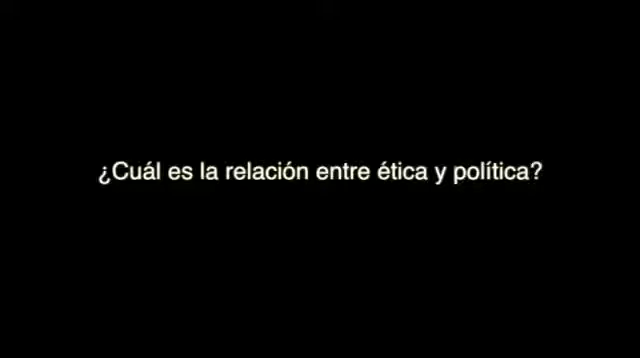 ¿Cuál es la relación entre ética y política?